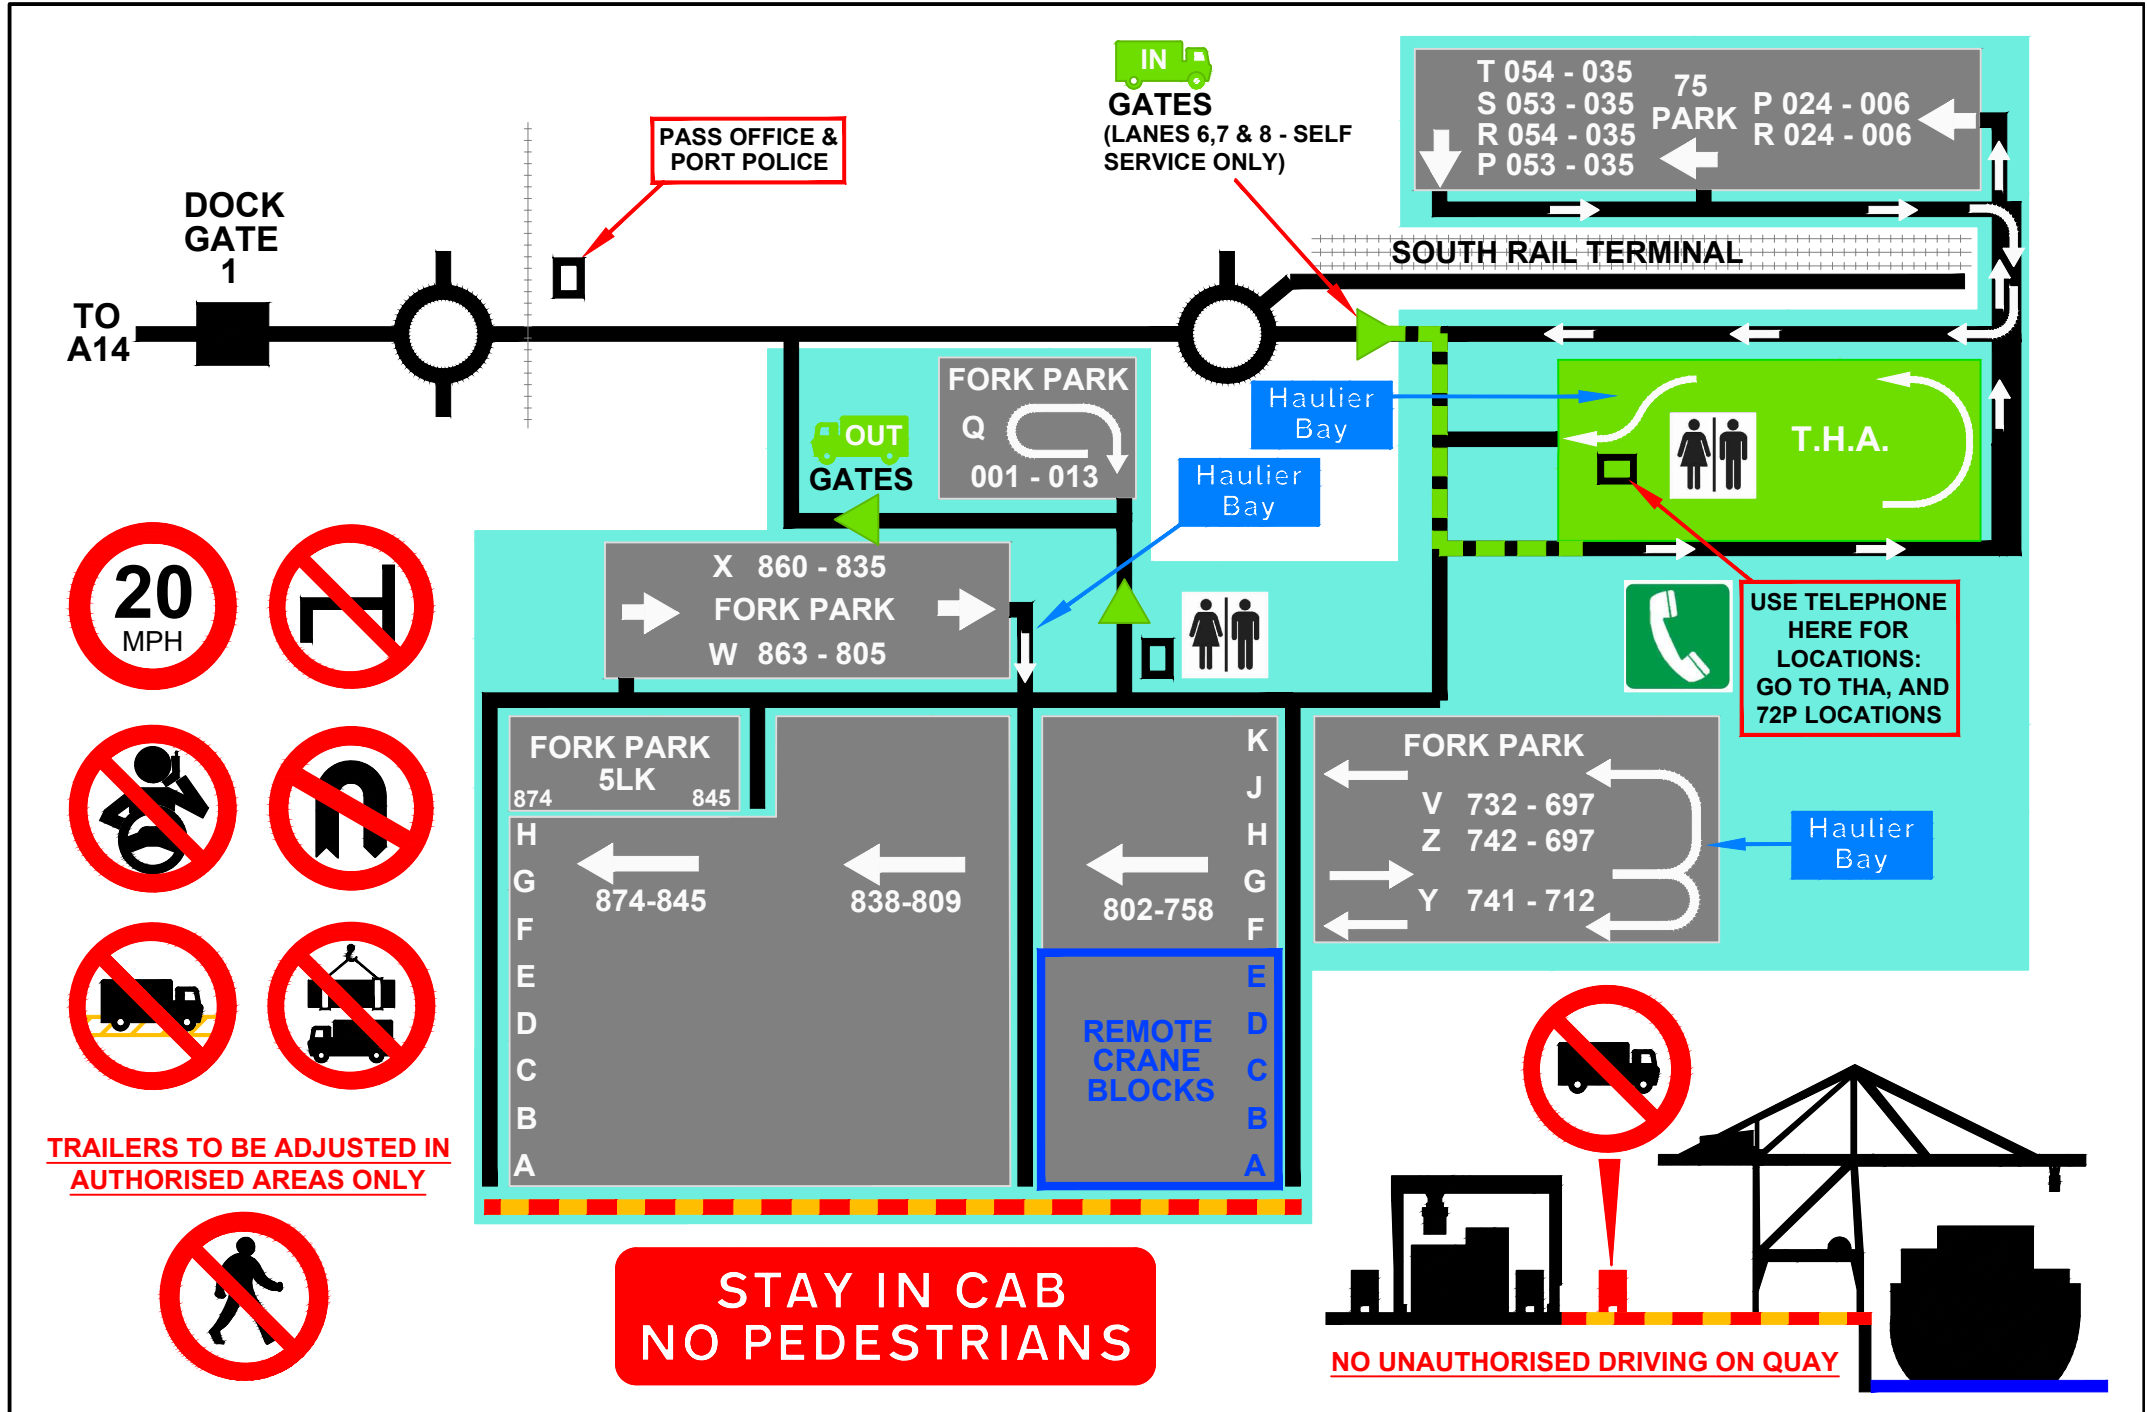 IN
GATES
(LANES 6,7 & 8 - SELF
SERVICE ONLY)
T 054 - 035
S 053 - 035
R 054 - 035
P 053 - 035
75
PARK
P 024 - 006
R 024 - 006
PASS OFFICE &
PORT POLICE
DOCK
GATE
1
TO
A14
SOUTH RAIL TERMINAL
FORK PARK
Q
001 - 013
OUT
GATES
Haulier
Bay
Haulier
Bay
T.H.A.
X 860 - 835
FORK PARK
W 863 - 805
20
MPH
USE TELEPHONE
HERE FOR
LOCATIONS:
GO TO THA, AND
72P LOCATIONS
FORK PARK
5LK
874 845
H
G
F
E
D
C
B
A
874-845
838-809
802-758
K
J
H
G
F
E
D
C
B
A
REMOTE
CRANE
BLOCKS
FORK PARK
V 732 - 697
Z 742 - 697
Y 741 - 712
Haulier
Bay
TRAILERS TO BE ADJUSTED IN
AUTHORISED AREAS ONLY
STAY IN CAB
NO PEDESTRIANS
NO UNAUTHORISED DRIVING ON QUAY